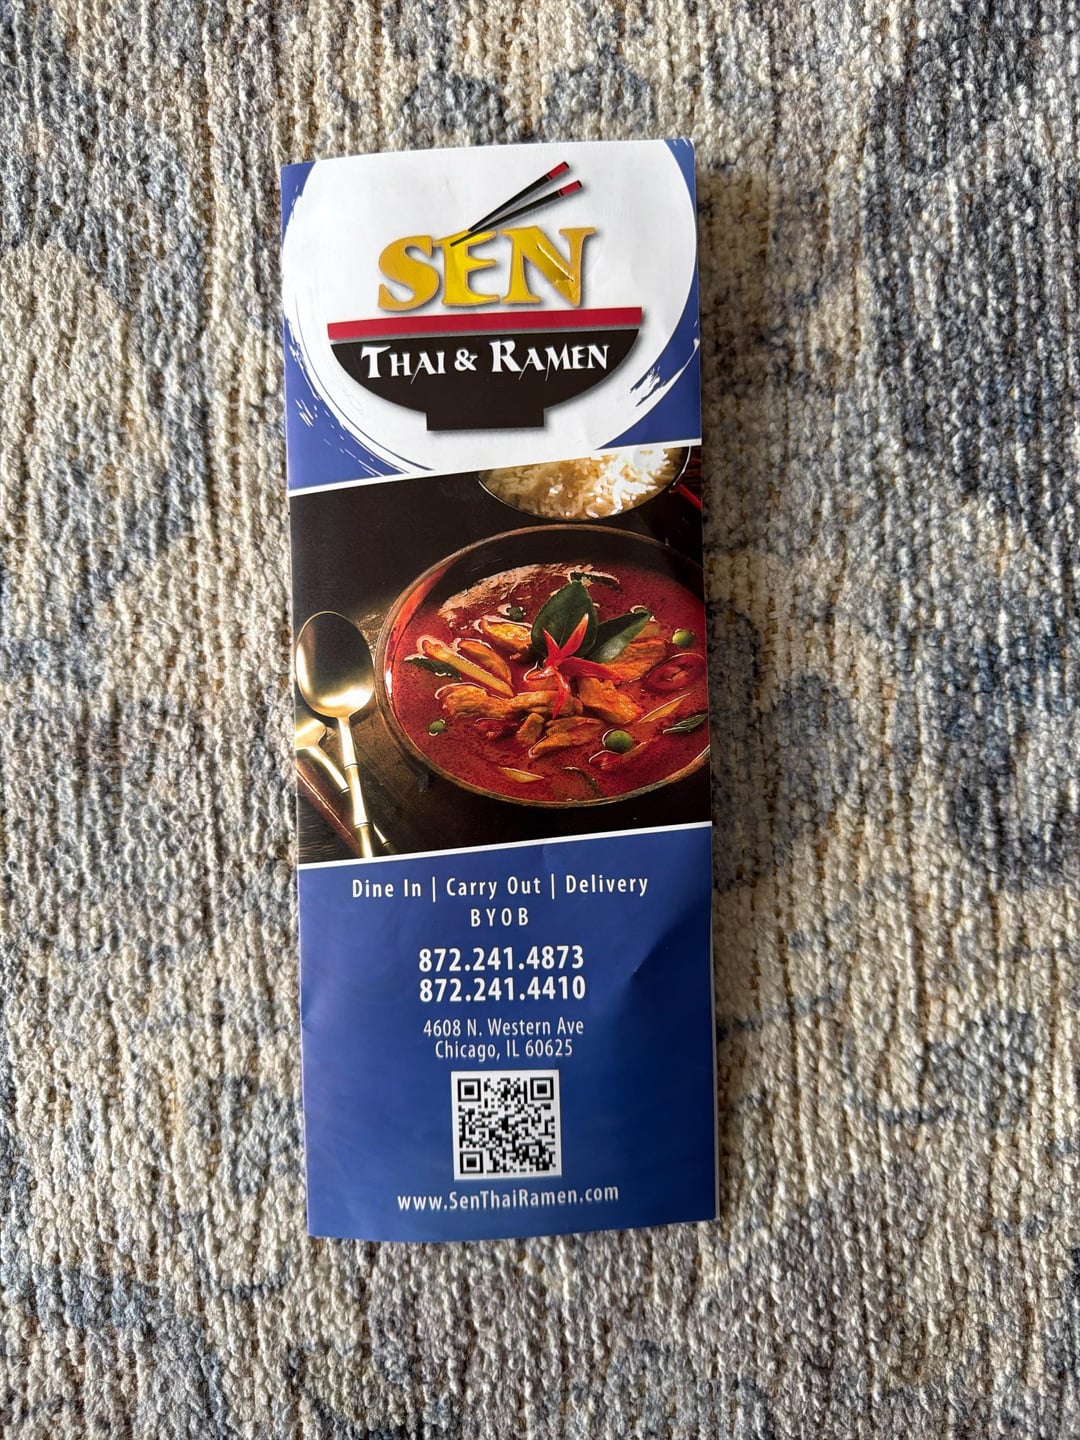 SEN
THAI & RAMEN
Dine In | Carry Out | Delivery
BYOB
872.241.4873
872.241.4410
4608 N. Western Ave
Chicago, IL 60625
www.SenThaiRamen.com